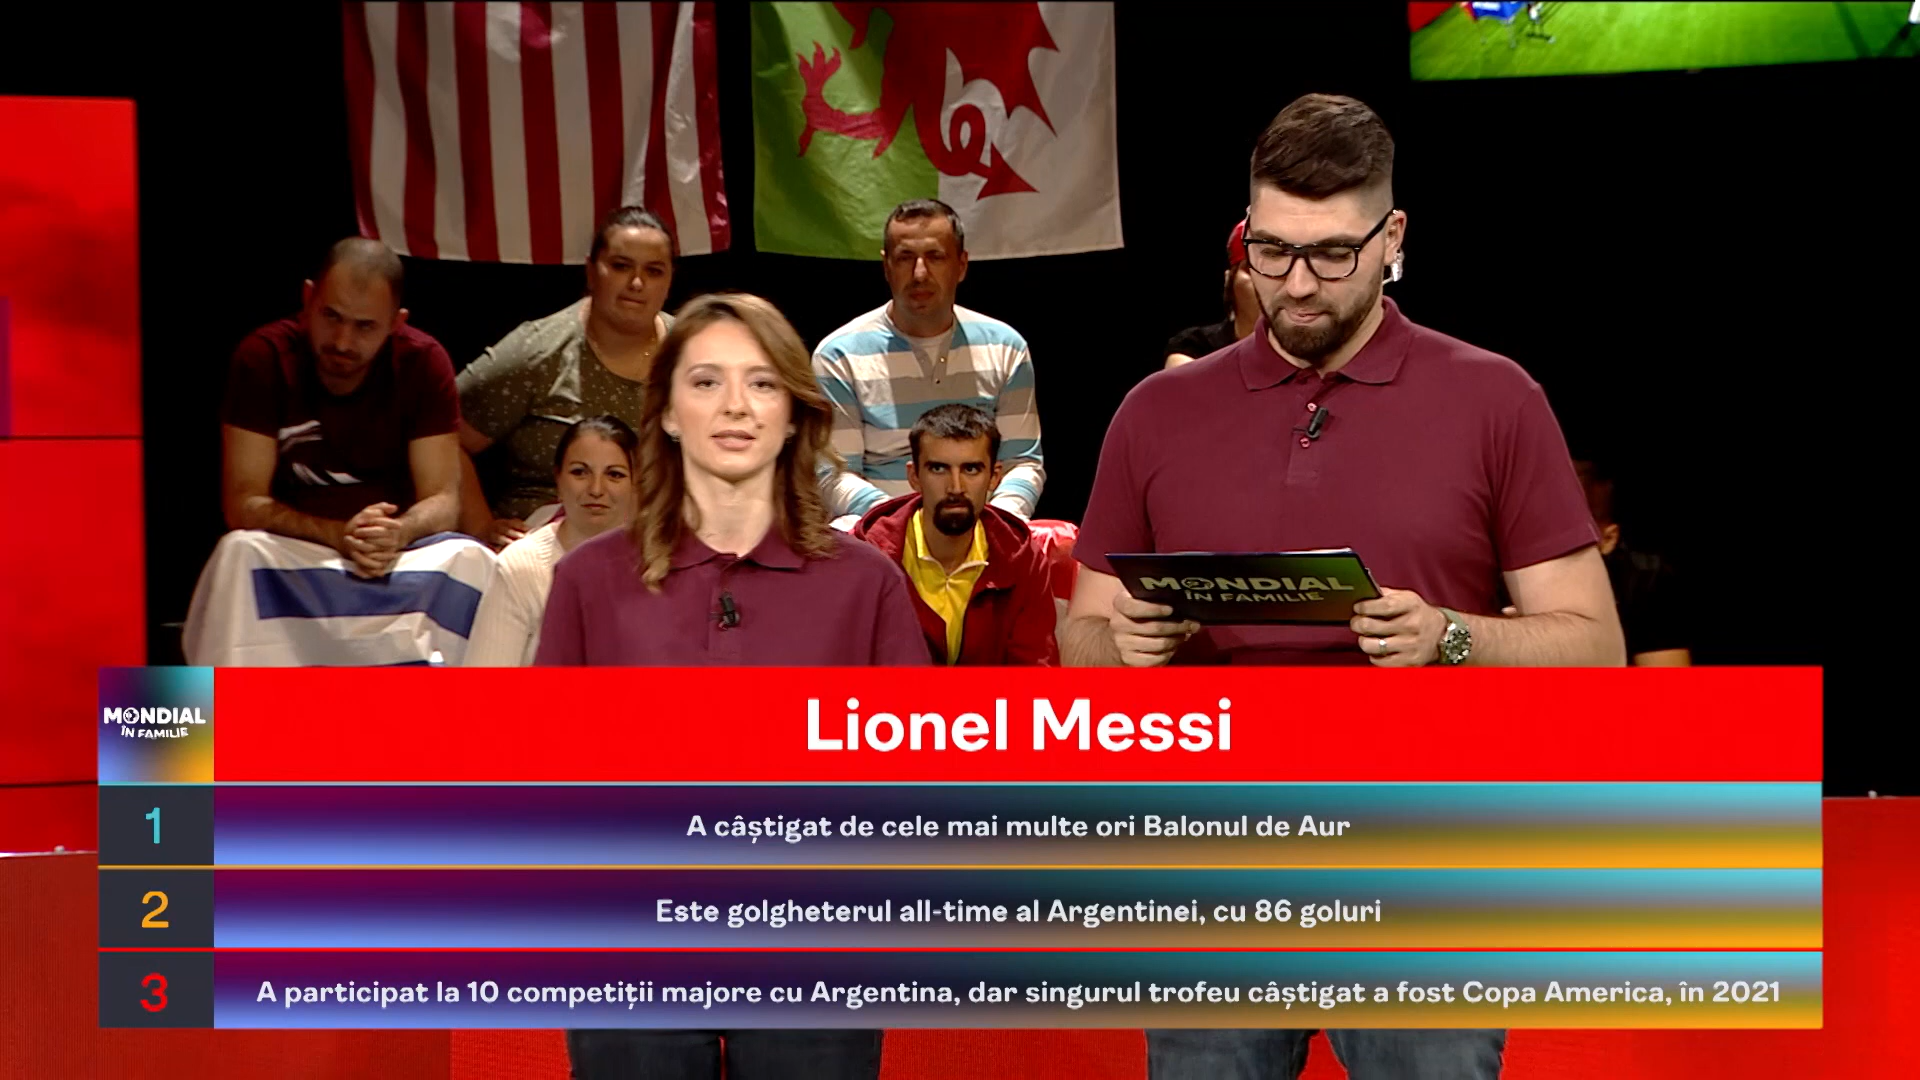 MONDIAL
ÎN FAMILIE
MONDIAL
ÎN FAMILIE
Lionel Messi
1
A câștigat de cele mai multe ori Balonul de Aur
2
Este golgheterul all-time al Argentinei, cu 86 goluri
3
A participat la 10 competiții majore cu Argentina, dar singurul trofeu câștigat a fost Copa America, în 2021